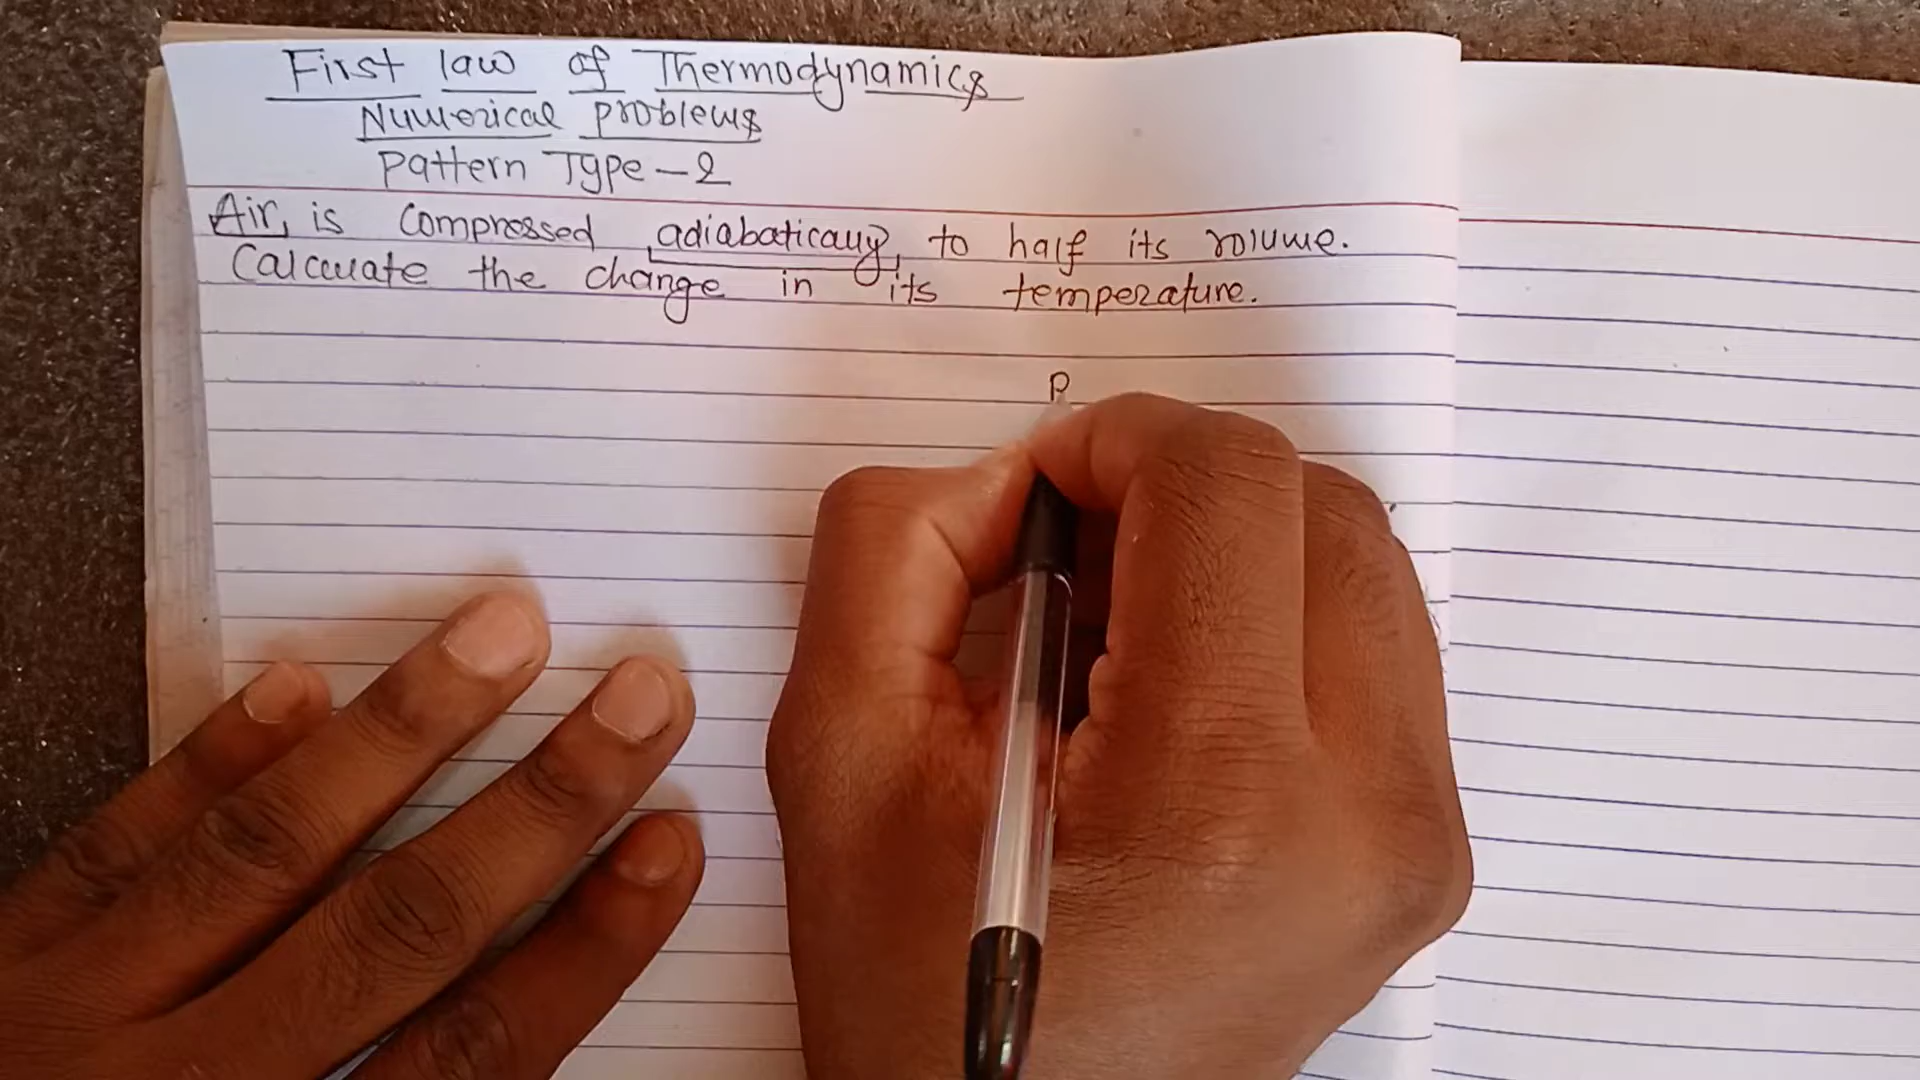 First law of Thermodynamics
Numerical problems
Pattern Type-2
Air, is compressed adiabatically, to half its volume.
Calculate the change in its temperature.
P